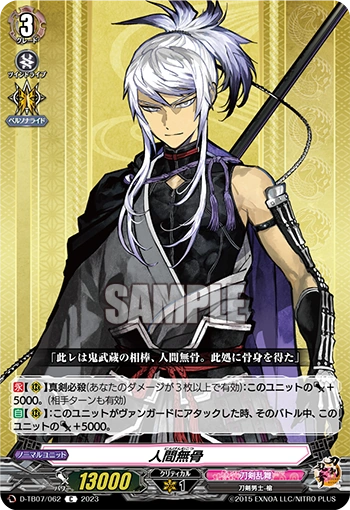 3
グレード
ツインドライブ
ペルソナライド
SAMPLE
「此レは鬼武蔵の相棒、人間無骨。此処に骨身を得た」
【永】【】真剣必殺(あなたのダメージが３枚以上で有効):このユニットの+
5000。(相手ターンも有効)
【自】【】:このユニットがヴァンガードにアタックした時、そのバトル中、このユニ
ットの+5000。
ノーマルユニット
人間無骨
パワー 13000
クリティカル
1
刀剣乱舞
刀剣男士・槍
D-TB07/062 C 2023
©2015 EXNOA LLC/NITRO PLUS